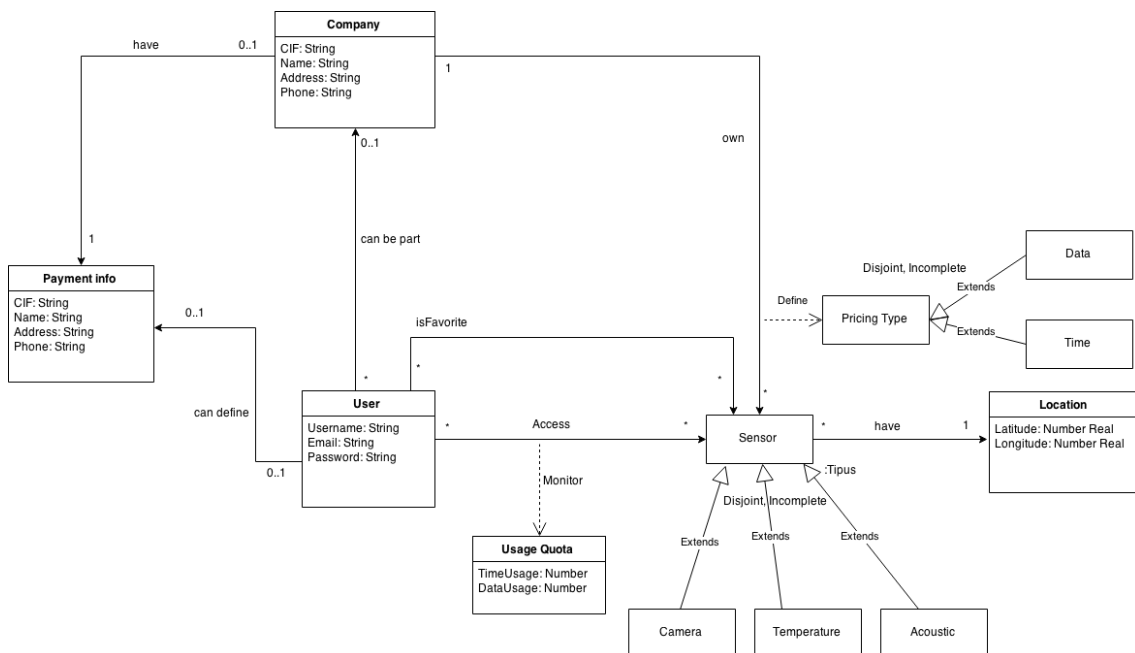 Company
CIF: String
Name: String
Address: String
Phone: String
have
0..1
1
own
0..1
can be part
1
*
Payment info
CIF: String
Name: String
Address: String
Phone: String
0..1
can define
0..1
isFavorite
*
*
*
User
Username: String
Email: String
Password: String
*
Access
*
Monitor
Usage Quota
TimeUsage: Number
DataUsage: Number
Sensor
*
have
1
Location
Latitude: Number Real
Longitude: Number Real
Define
Pricing Type
Disjoint, Incomplete
Extends
Extends
Data
Time
:Tipus
Disjoint, Incomplete
Extends
Extends
Extends
Camera
Temperature
Acoustic